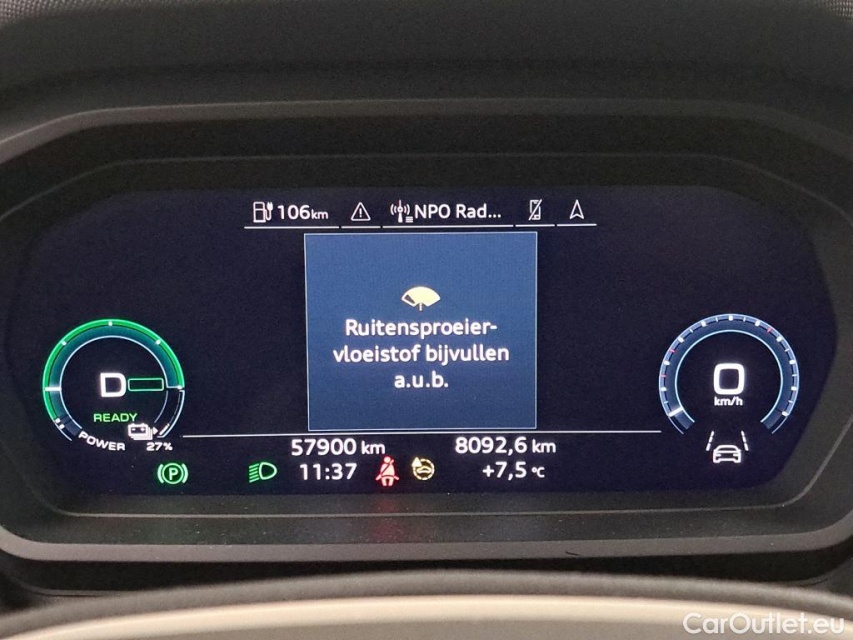 106km NPO Rad...
Ruitensproeier-
vloeistof bijvullen
a.u.b.
D
READY
POWER
27%
0
km/h
57900 km 8092,6 km
11:37 +7,5 °C
P
CarOutlet.eu